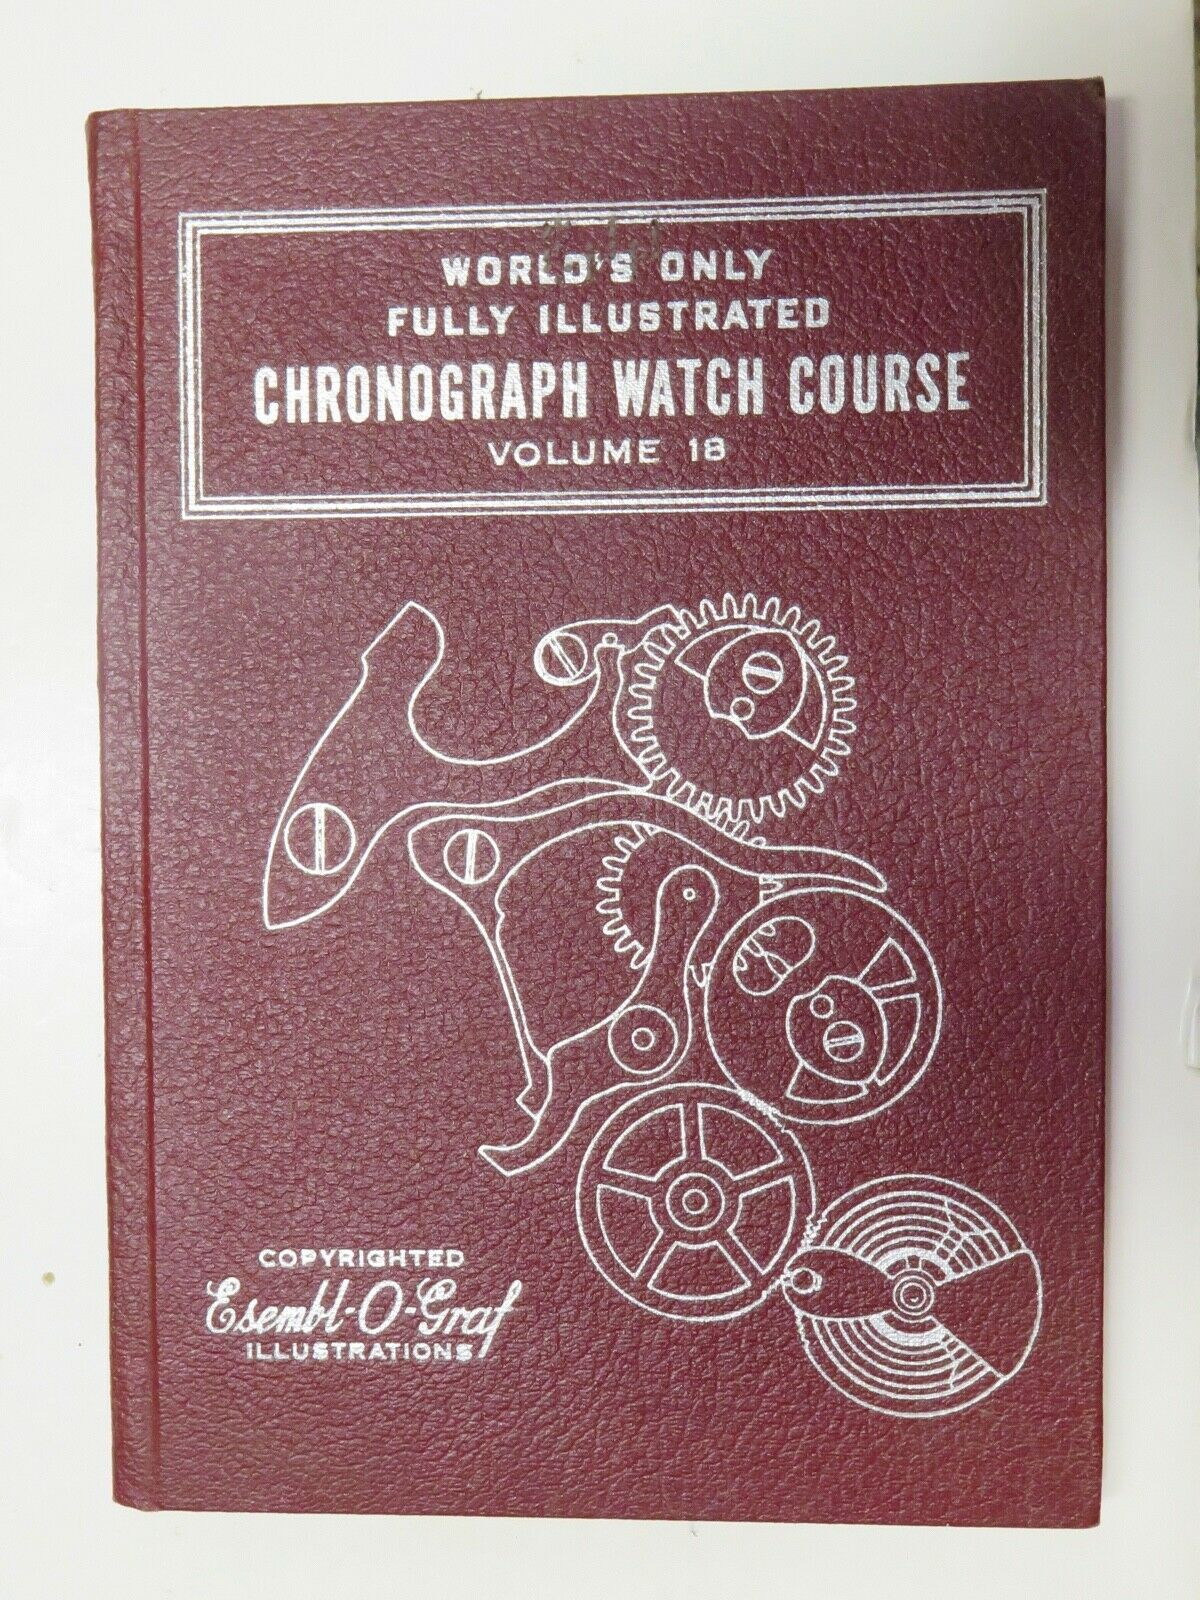 WORLD'S ONLY
FULLY ILLUSTRATED
CHRONOGRAPH WATCH COURSE
VOLUME 18
COPYRIGHTED
Esembl-O-Graf
ILLUSTRATIONS